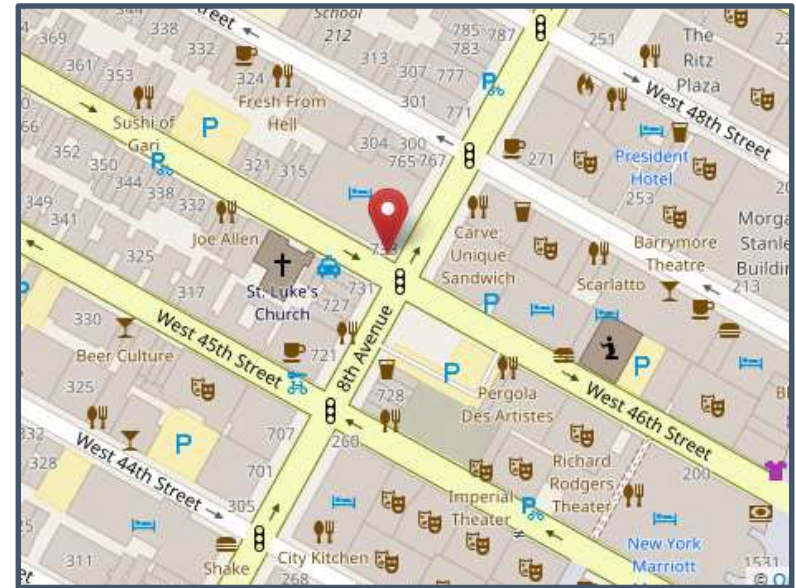 School
212
338
332
369
361
353
324
313
307
777
785
783
787
301
771
251
The
Ritz
Plaza
West 48th Street
Fresh From
Hell
Sushi of
Gari
352
350
344
338
332
321
315
304
300
765
767
271
President
Hotel
253
349
341
Joe Allen
325
317
St. Luke's
Church
731
727
721
Carve:
Unique
Sandwich
Barrymore
Theatre
Scarlatto
213
330
Beer Culture
325
West 45th Street
8th Avenue
728
Pergola
Des Artistes
West 46th Street
328
West 44th Street
707
701
305
260
Richard
Rodgers
Theater
200
Imperial
Theater
311
Shake
City Kitchen
268
New York
Marriott
1531